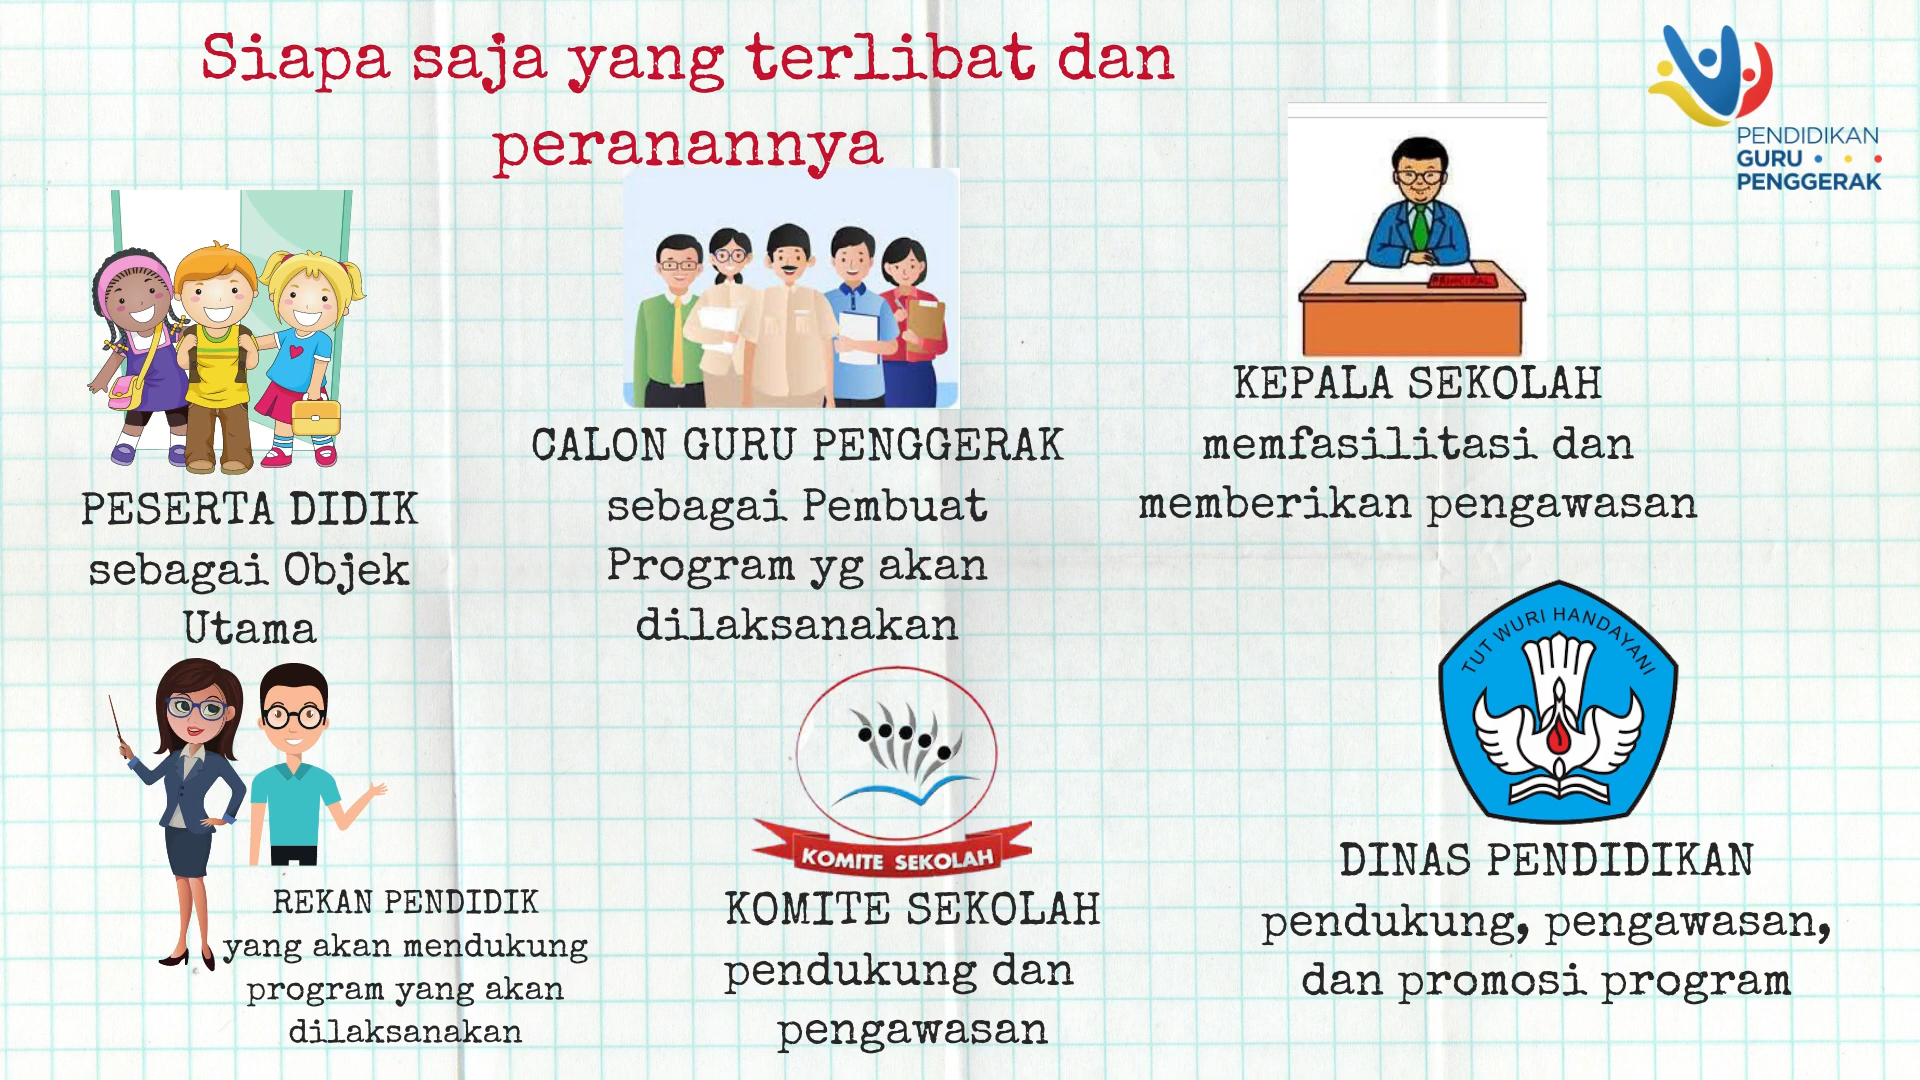 Siapa saja yang terlibat dan
peranannya
PENDIDIKAN
GURU
PENGGERAK
PRINCIPAL
PESERTA DIDIK
sebagai Objek
Utama
CALON GURU PENGGERAK
sebagai Pembuat
Program yg akan
dilaksanakan
KEPALA SEKOLAH
memfasilitasi dan
memberikan pengawasan
REKAN PENDIDIK
yang akan mendukung
program yang akan
dilaksanakan
KOMITE SEKOLAH
KOMITE SEKOLAH
pendukung dan
pengawasan
TUT WURI HANDAYANI
DINAS PENDIDIKAN
pendukung, pengawasan,
dan promosi program